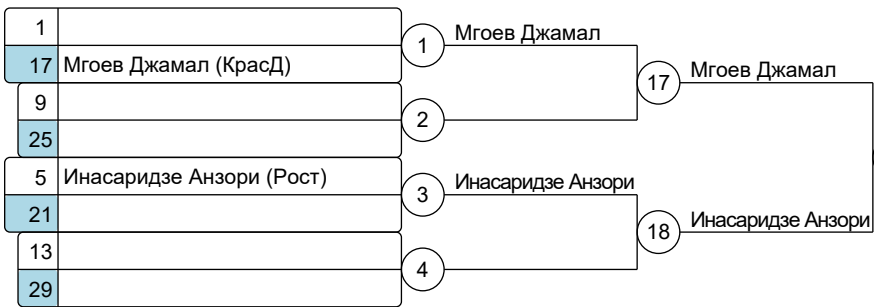 1
17 Мгоев Джамал (КрасД)
1 Мгоев Джамал
9
25
2
17 Мгоев Джамал
5 Инасаридзе Анзори (Рост)
21
3 Инасаридзе Анзори
13
29
4
18 Инасаридзе Анзори